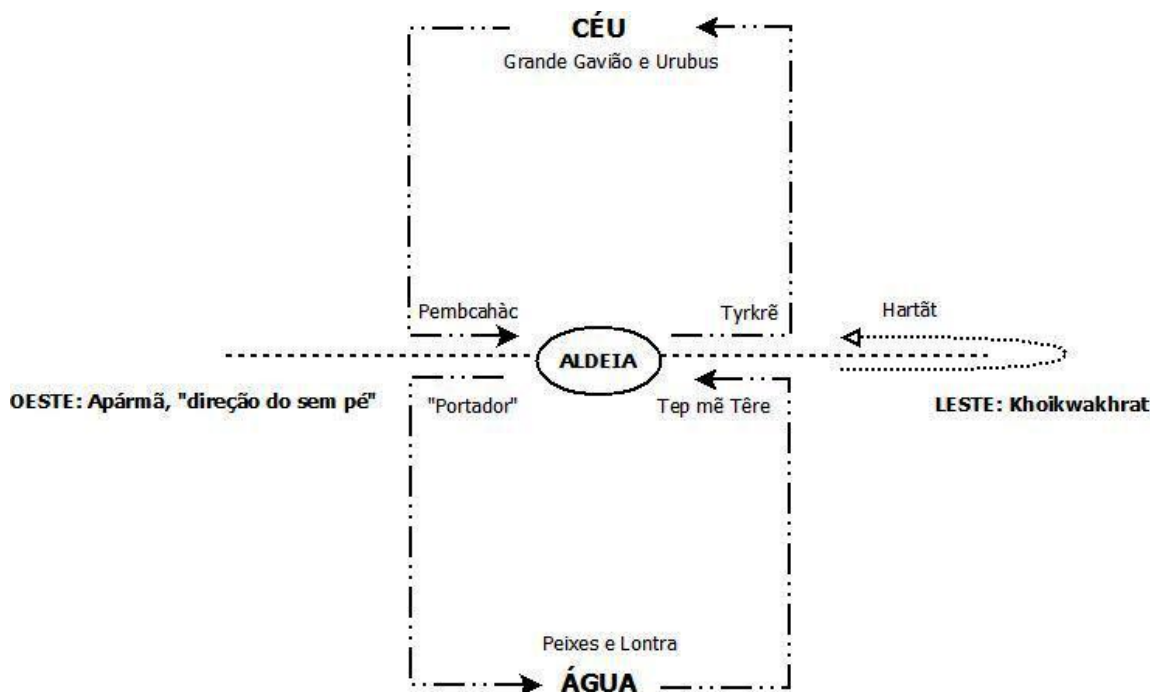 CÉU
Grande Gavião e Urubus
Pembcahàc
Tyrkrẽ
Hartãt
ALDEIA
OESTE: Apármã, "direção do sem pé"
"Portador"
Tep mẽ Têre
LESTE: Khoikwakhrat
Peixes e Lontra
ÁGUA